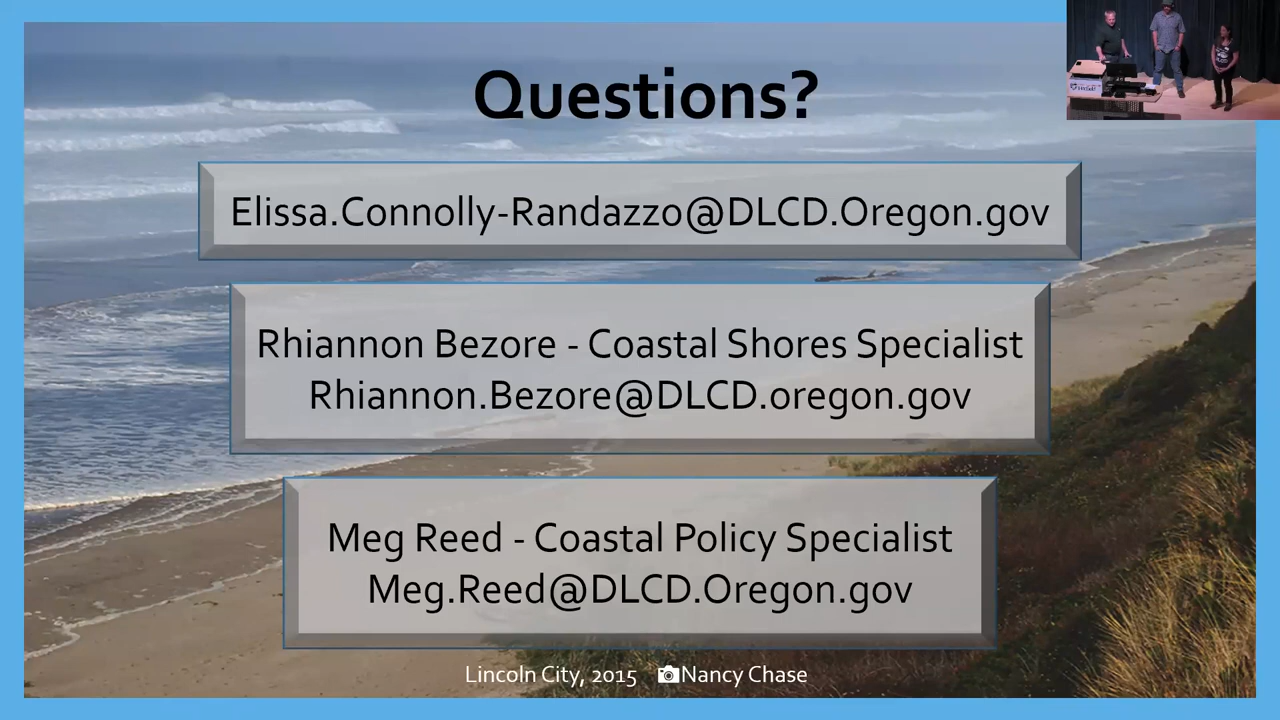 Questions?
Elissa.Connolly-Randazzo@DLCD.Oregon.gov
Rhiannon Bezore - Coastal Shores Specialist
Rhiannon.Bezore@DLCD.oregon.gov
Meg Reed - Coastal Policy Specialist
Meg.Reed@DLCD.Oregon.gov
Lincoln City, 2015 Nancy Chase